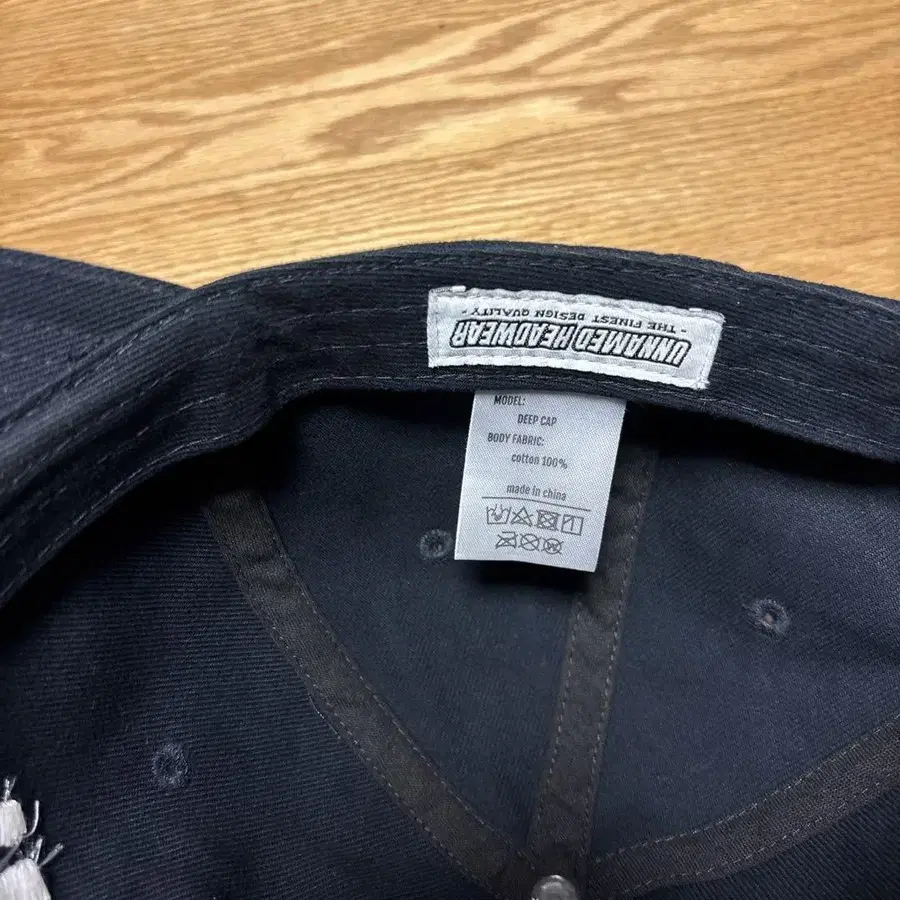 UNNAMED HEADWEAR
- THE FINEST DESIGN QUALITY -
MODEL:
DEEP CAP
BODY FABRIC:
cotton 100%
made in china